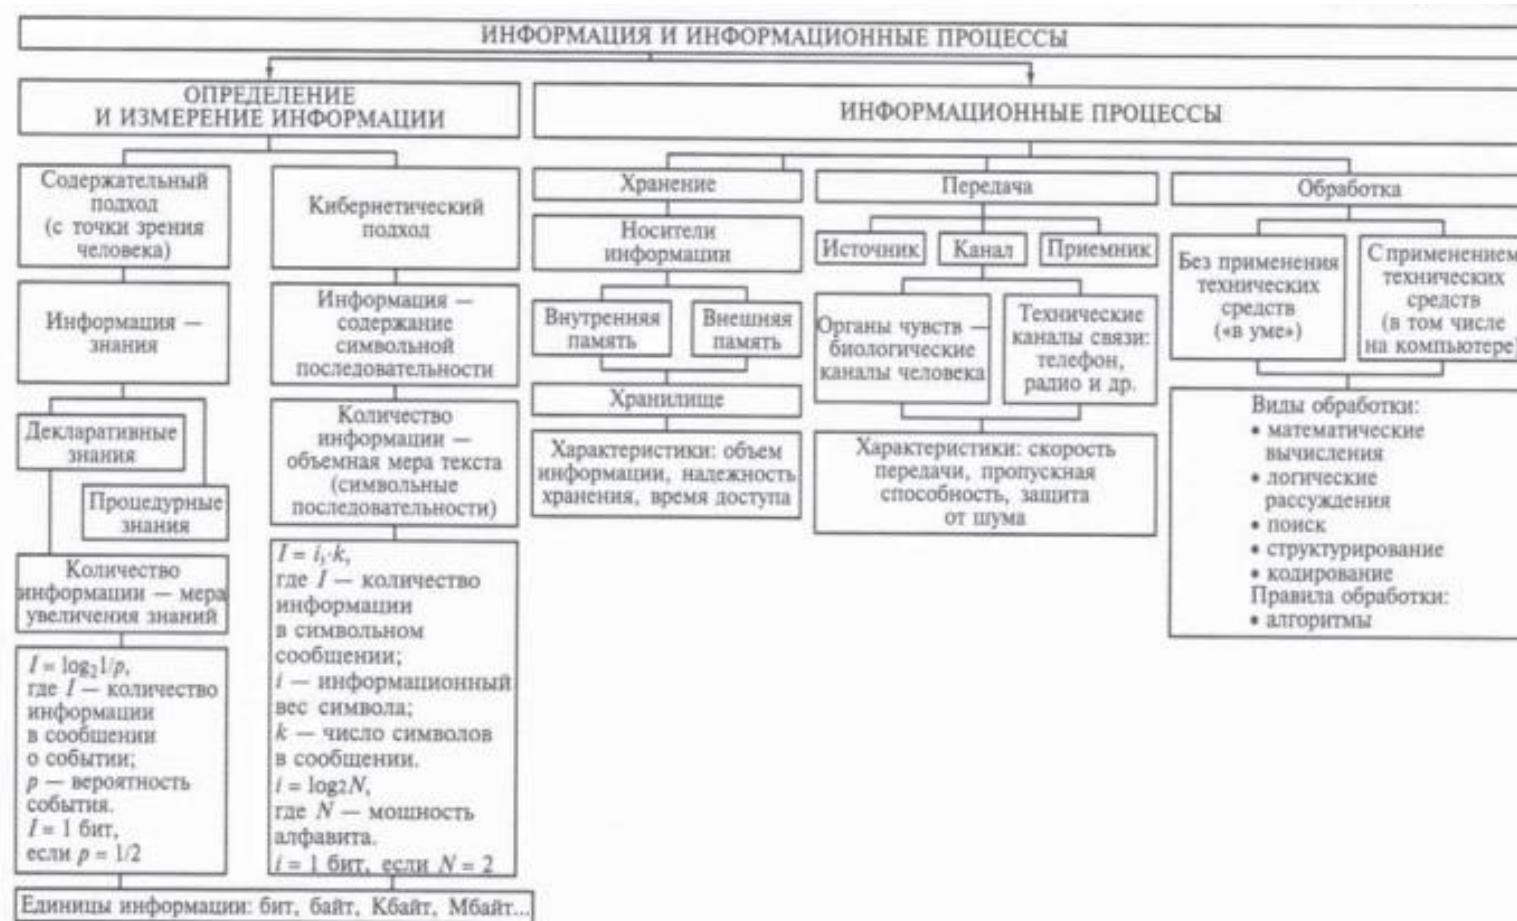 ИНФОРМАЦИЯ И ИНФОРМАЦИОННЫЕ ПРОЦЕССЫ
ОПРЕДЕЛЕНИЕ
И ИЗМЕРЕНИЕ ИНФОРМАЦИИ
ИНФОРМАЦИОННЫЕ ПРОЦЕССЫ
Содержательный
подход
(с точки зрения
человека)
Кибернетический
подход
Информация —
знания
Информация —
содержание
символьной
последовательности
Декларативные
знания
Процедурные
знания
Количество
информации —
объемная мера текста
(символьные
последовательности)
Количество
информации — мера
увеличения знаний
I = log₂1/p,
где I — количество
информации
в сообщении
о событии;
p — вероятность
события.
I = 1 бит,
если p = 1/2
I = iᵢ·k,
где I — количество
информации
в символьном
сообщении;
i — информационный
вес символа;
k — число символов
в сообщении.
i = log2N,
где N — мощность
алфавита.
i = 1 бит, если N = 2
Единицы информации: бит, байт, Кбайт, Мбайт...
Хранение
Носители
информации
Внутренняя
память
Внешняя
память
Хранилище
Характеристики: объем
информации, надежность
хранения, время доступа
Передача
Источник
Канал
Приемник
Органы чувств —
биологические
каналы человека
Технические
каналы связи:
телефон,
радио и др.
Характеристики: скорость
передачи, пропускная
способность, защита
от шума
Обработка
Без применения
технических
средств
(«в уме»)
С применением
технических
средств
(в том числе
на компьютере)
Виды обработки:
• математические
вычисления
• логические
рассуждения
• поиск
• структурирование
• кодирование
Правила обработки:
• алгоритмы